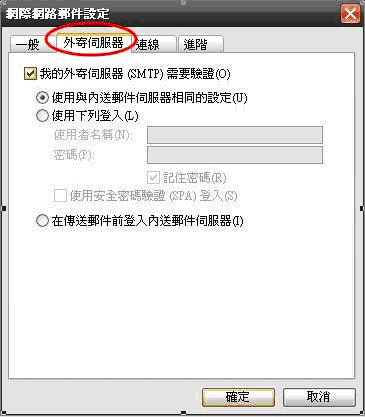 網際網路郵件設定
一般 外寄伺服器 連線 進階
我的外寄伺服器 (SMTP) 需要驗證(O)
使用與內送郵件伺服器相同的設定(U)
使用下列登入(L)
使用者名稱(N):
密碼(P):
記住密碼(R)
使用安全密碼驗證 (SPA) 登入(S)
在傳送郵件前登入內送郵件伺服器(I)
確定 取消